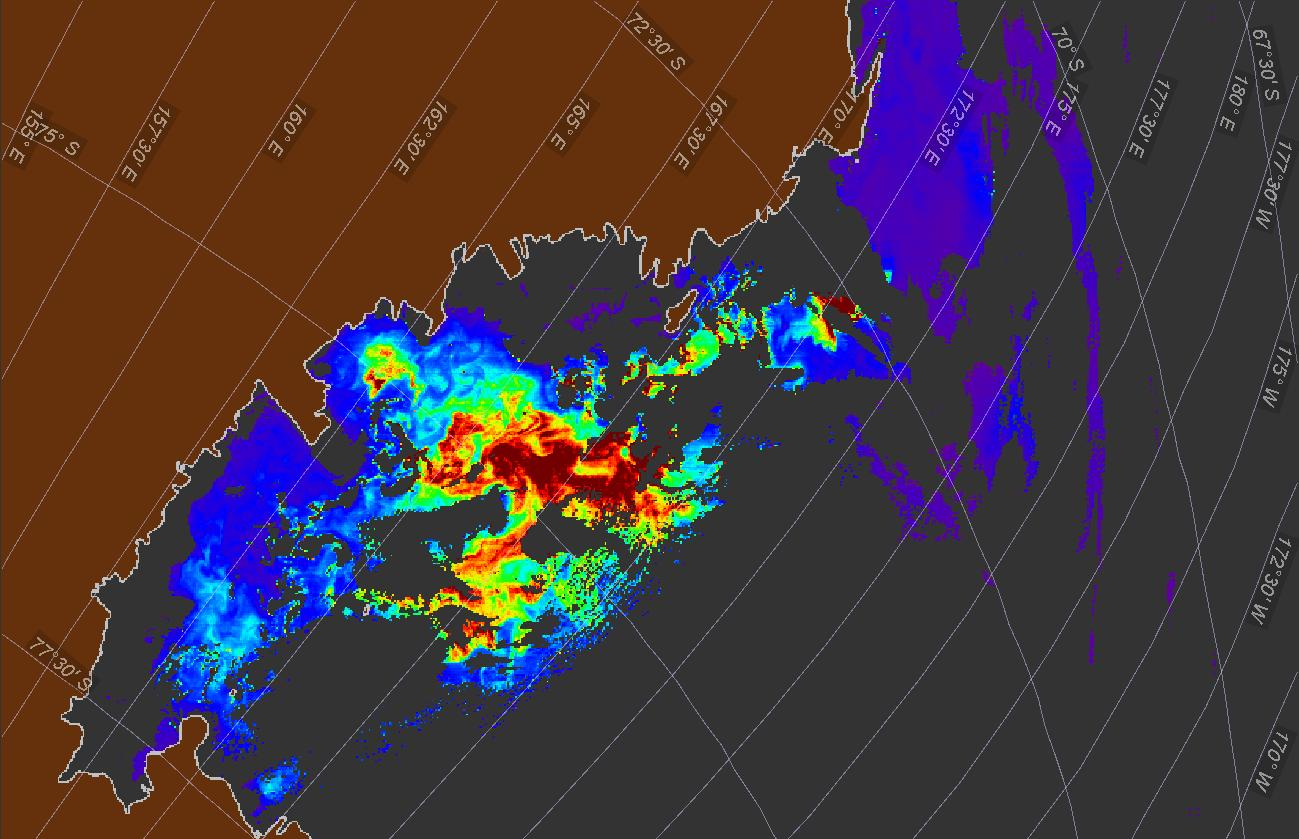 72°30' S
70° S
67°30' S
155° E
75° S
157°30' E
160° E
162°30' E
165° E
167°30' E
170° E
172°30' E
175° E
177°30' E
180° E
177°30' W
175° W
172°30' W
77°30' S
170° W